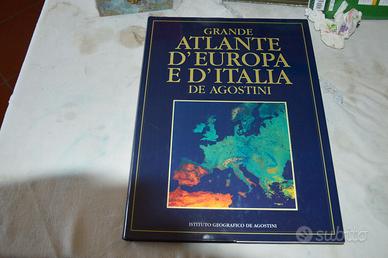 GRANDE
ATLANTE
D'EUROPA
E D'ITALIA
DE AGOSTINI
ISTITUTO GEOGRAFICO DE AGOSTINI
subito